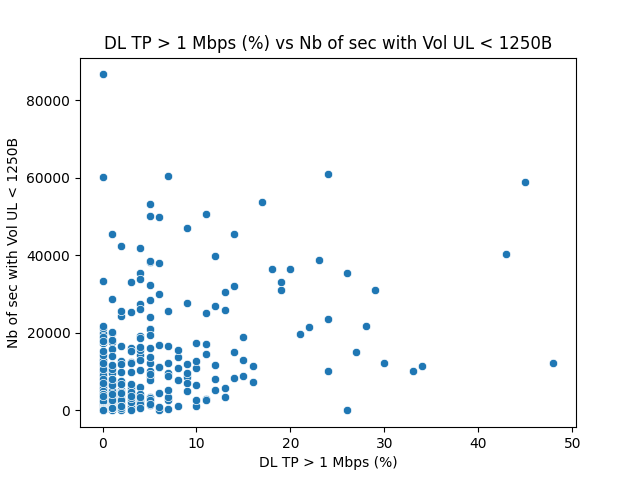 DL TP > 1 Mbps (%) vs Nb of sec with Vol UL < 1250B
80000
60000
40000
20000
0
Nb of sec with Vol UL < 1250B
0 10 20 30 40 50
DL TP > 1 Mbps (%)